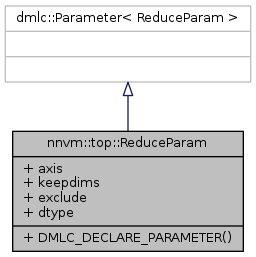 dmlc::Parameter< ReduceParam >
nnvm::top::ReduceParam
+ axis
+ keepdims
+ exclude
+ dtype
+ DMLC_DECLARE_PARAMETER()